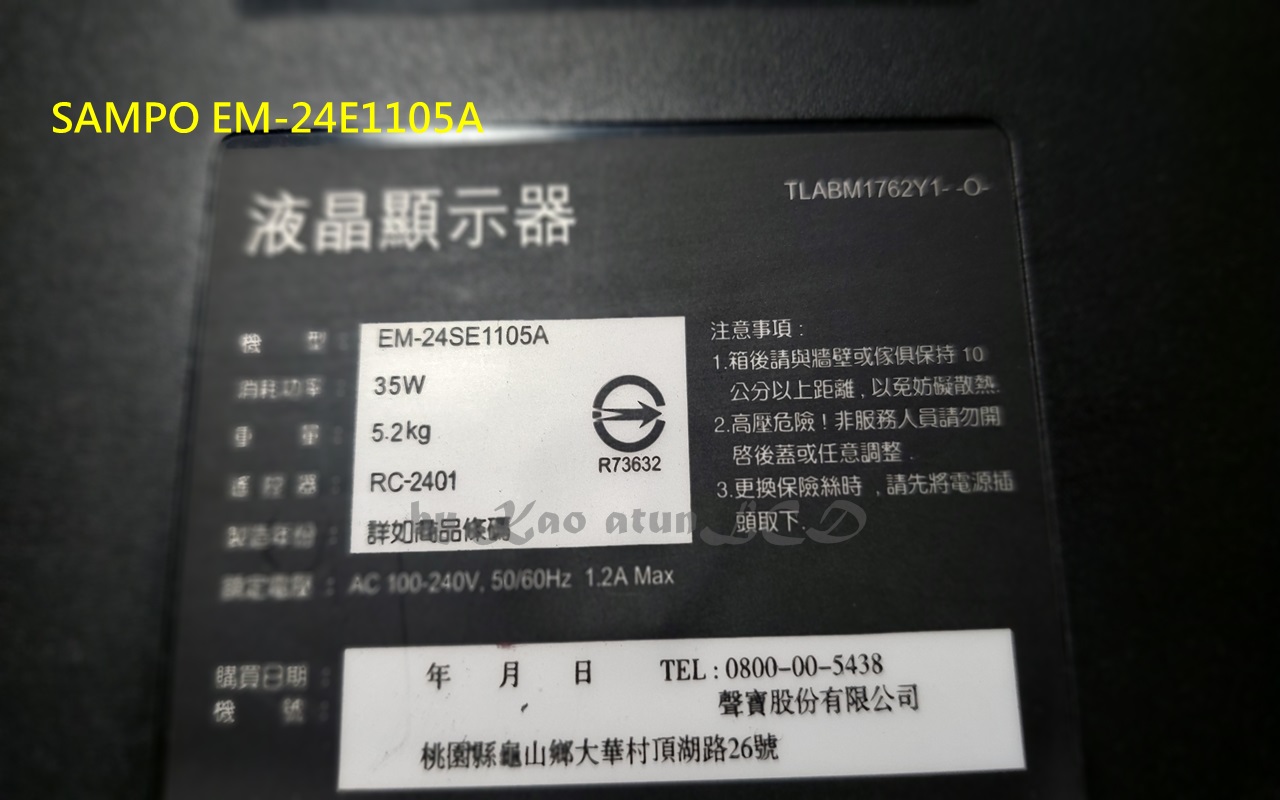 SAMPO EM-24E1105A
液晶顯示器
TLABM1762Y1- -O-
機 型 : EM-24SE1105A
消耗功率 : 35W
重 量 : 5.2kg
遙 控 器 : RC-2401
製造年份 : 詳如商品條碼
額定電壓 : AC 100-240V, 50/60Hz 1.2A Max
R73632
注意事項 :
1.箱後請與牆壁或傢俱保持 10
公分以上距離 , 以免妨礙散熱.
2.高壓危險 ! 非服務人員請勿開
啓後蓋或任意調整 .
3.更換保險絲時 , 請先將電源插
頭取下.
by Kao atun ICD
購買日期 : 年 月 日 TEL : 0800-00-5438
機 號 : 聲寶股份有限公司
桃園縣龜山鄉大華村頂湖路26號